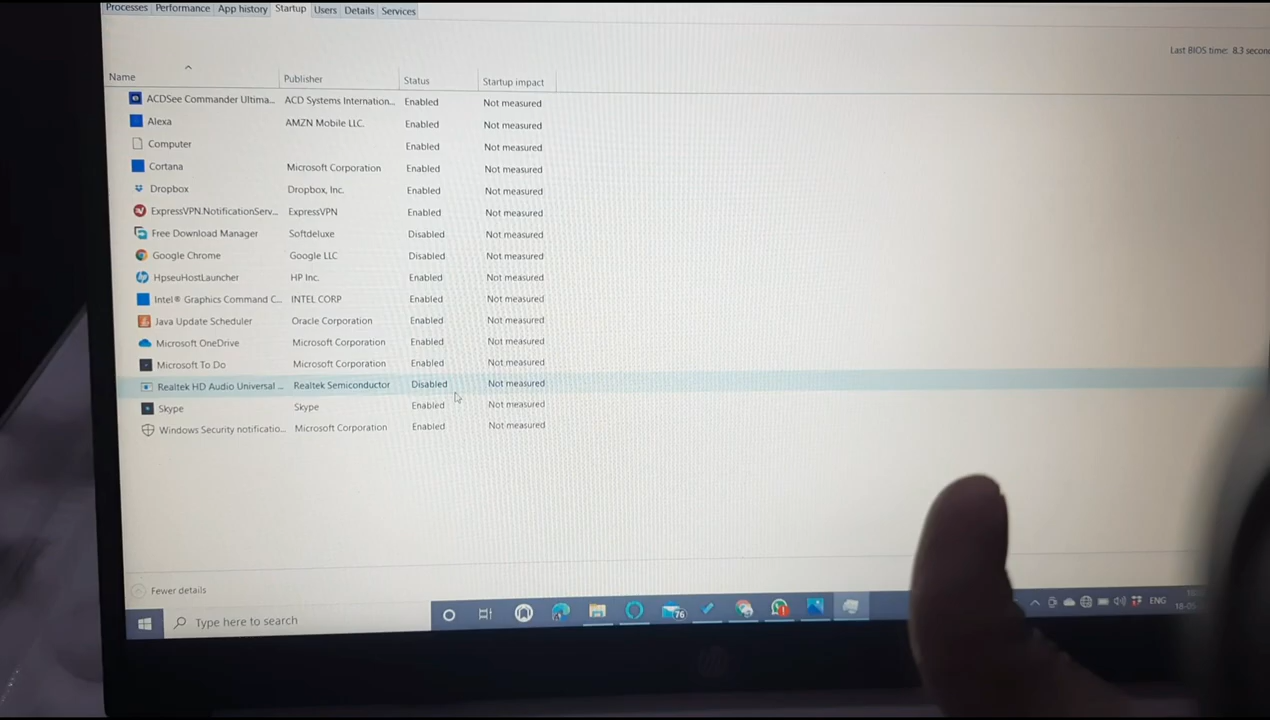 Processes Performance App history Startup Users Details Services
Last BIOS time: 8.3
Name Publisher Status Startup impact
ACDSee Commander Ultima... ACD Systems Internation... Enabled Not measured
Alexa AMZN Mobile LLC. Enabled Not measured
Computer Enabled Not measured
Cortana Microsoft Corporation Enabled Not measured
Dropbox Dropbox, Inc. Enabled Not measured
ExpressVPN.NotificationServ... ExpressVPN Enabled Not measured
Free Download Manager Softdeluxe Disabled Not measured
Google Chrome Google LLC Disabled Not measured
HpseuHostLauncher HP Inc. Enabled Not measured
Intel® Graphics Command C... INTEL CORP Enabled Not measured
Java Update Scheduler Oracle Corporation Enabled Not measured
Microsoft OneDrive Microsoft Corporation Enabled Not measured
Microsoft To Do Microsoft Corporation Enabled Not measured
Realtek HD Audio Universal ... Realtek Semiconductor Disabled Not measured
Skype Skype Enabled Not measured
Windows Security notificatio... Microsoft Corporation Enabled Not measured
Fewer details
Type here to search 76 ENG